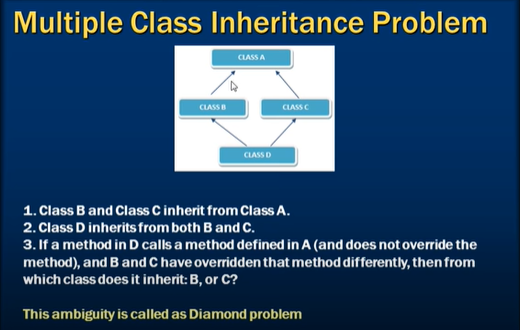 Multiple Class Inheritance Problem
CLASS A
CLASS B
CLASS C
CLASS D
1. Class B and Class C inherit from Class A.
2. Class D inherits from both B and C.
3. If a method in D calls a method defined in A (and does not override the
method), and B and C have overridden that method differently, then from
which class does it inherit: B, or C?
This ambiguity is called as Diamond problem